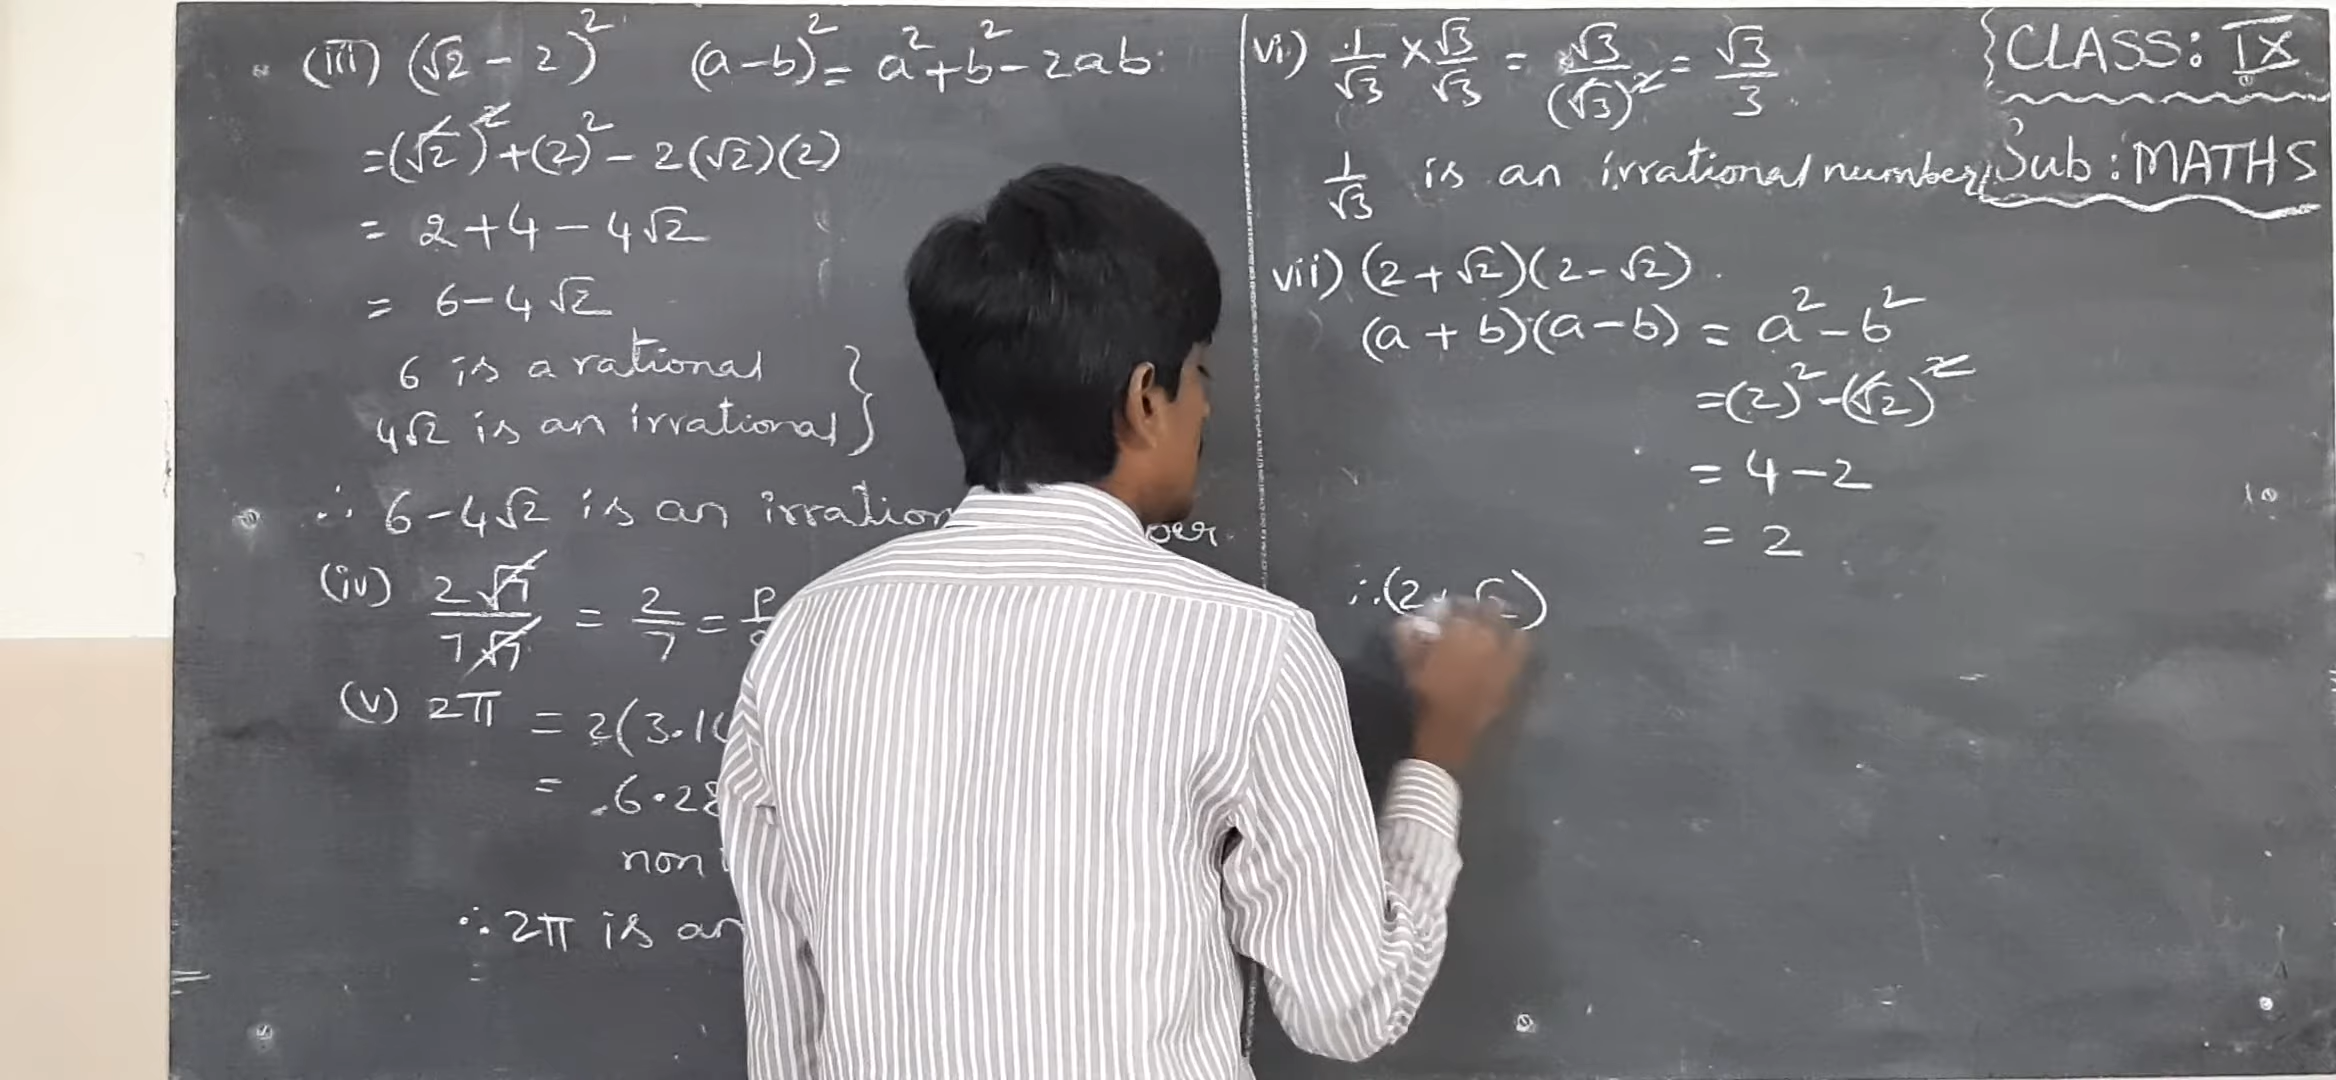 (iii) (√2 - 2)² (a-b)² = a²+b²-2ab.
=(√2)²+(2)²- 2(√2)(2)
= 2+4-4√2
= 6-4√2
6 is a rational }
4√2 is an irrational }
∴ 6-4√2 is an
(iv) 2√7/7√7 = 2/7 =
(v) 2π = 2(3.1
= 6.28
non
∴ 2π is an
vi) 1/√3 × √3/√3 = √3/(√3)² = √3/3
1/√3 is an irrational number
vii) (2+√2)(2-√2)
(a+b)(a-b) = a²-b²
=(2)²-(√2)²
= 4-2
= 2
∴(2+√2)
CLASS: IX
Sub : MATHS